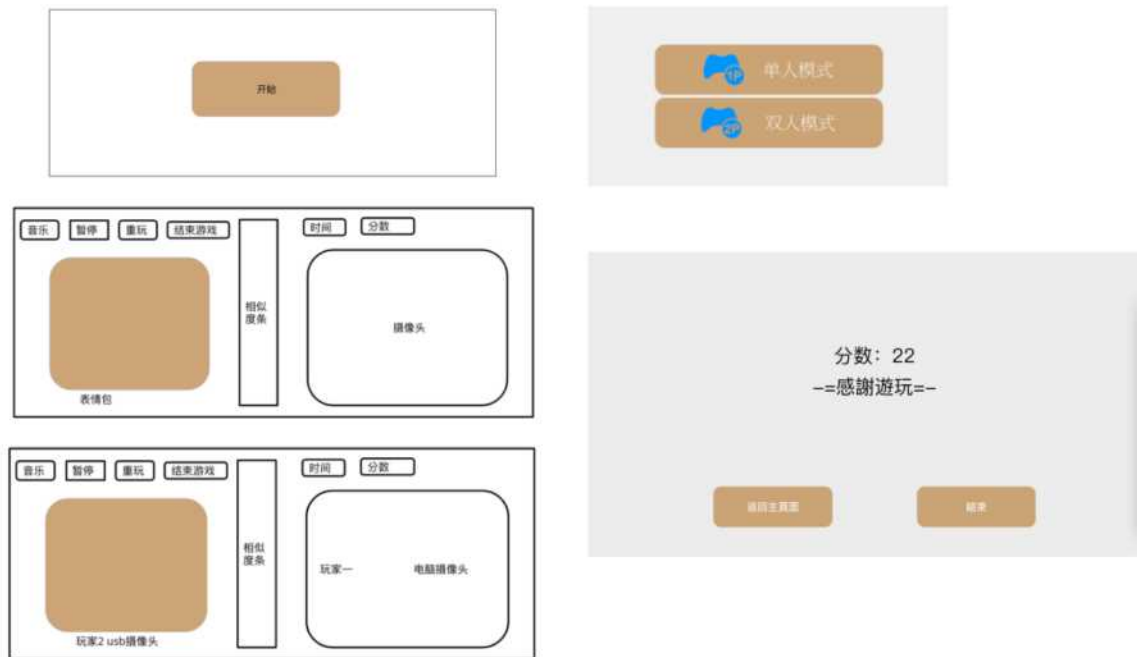 开始
1P 单人模式
2P 双人模式
音乐 暂停 重玩 结束游戏 时间 分数
相似
度条
摄像头
表情包
分数：22
-=感謝遊玩=-
返回主頁面 結束
音乐 暂停 重玩 结束游戏 时间 分数
相似
度条
玩家一 电脑摄像头
玩家2 usb摄像头